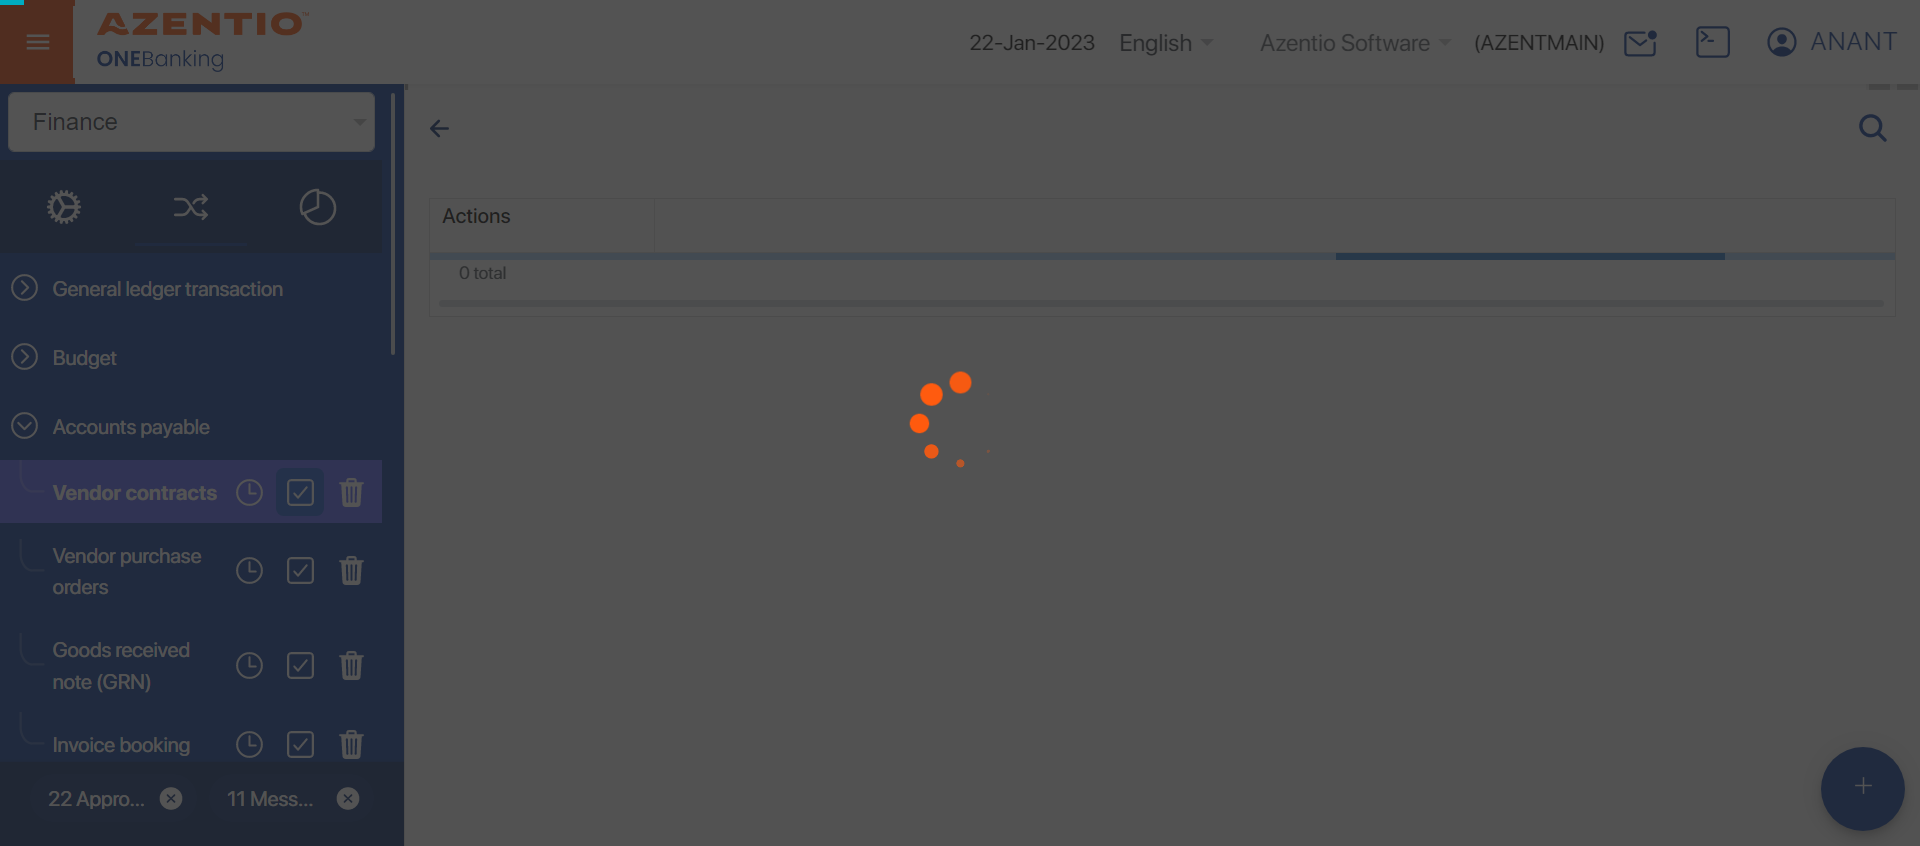 AZENTIO™
ONEBanking
22-Jan-2023
English
Azentio Software
(AZENTMAIN)
ANANT
Finance
General ledger transaction
Budget
Accounts payable
Vendor contracts
Vendor purchase
orders
Goods received
note (GRN)
Invoice booking
22 Appro...
11 Mess...
Actions
0 total